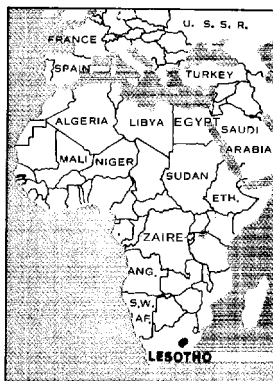 U. S. S. R.
FRANCE
SPAIN
TURKEY
ALGERIA
LIBYA
EGYPT
SAUDI
ARABIA
MALI
NIGER
SUDAN
ETH.
ZAIRE
ANG.
S.W.
AF.
LESOTHO